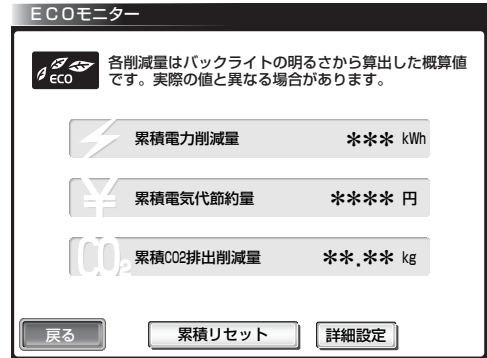 ECOモニター
ECO
各削減量はバックライトの明るさから算出した概算値
です。実際の値と異なる場合があります。
累積電力削減量 *** kWh
¥
累積電気代節約量 **** 円
CO2
累積CO2排出削減量 **.** kg
戻る 累積リセット 詳細設定